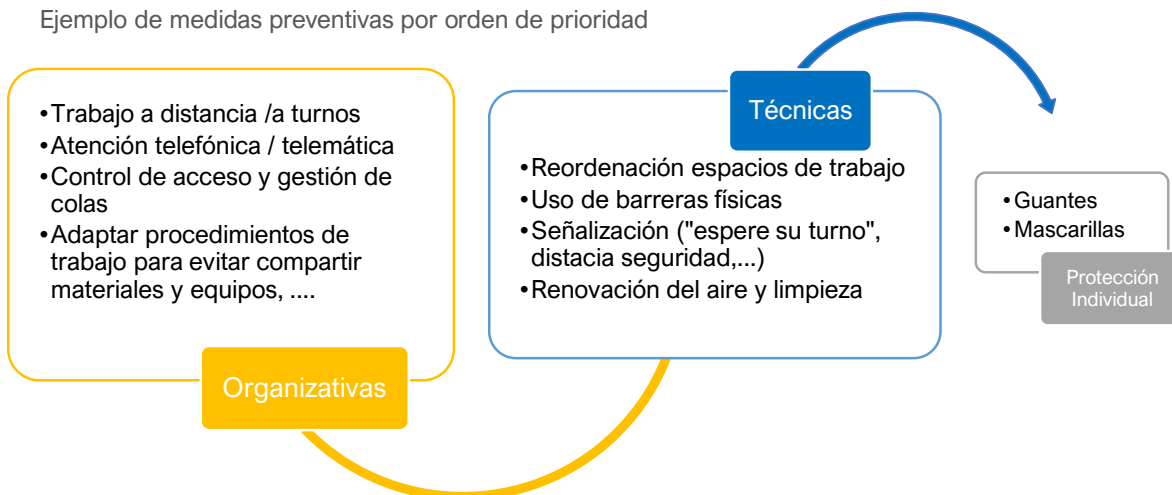 Ejemplo de medidas preventivas por orden de prioridad
•Trabajo a distancia /a turnos
•Atención telefónica / telemática
•Control de acceso y gestión de
colas
•Adaptar procedimientos de
trabajo para evitar compartir
materiales y equipos, ....
Organizativas
Técnicas
•Reordenación espacios de trabajo
•Uso de barreras físicas
•Señalización ("espere su turno",
distacia seguridad,...)
•Renovación del aire y limpieza
•Guantes
•Mascarillas
Protección
Individual